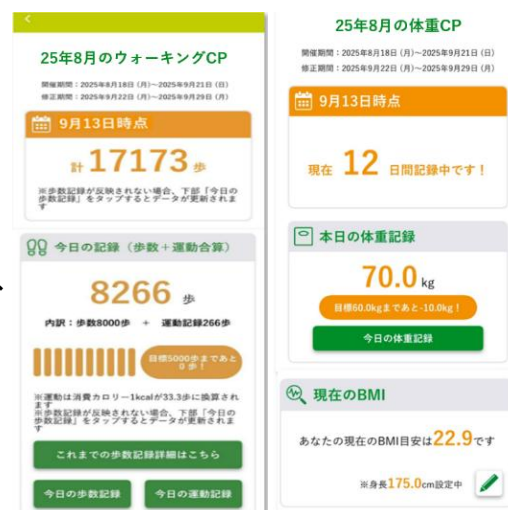 25年8月のウォーキングCP
開催期間：2025年8月18日（月）～2025年9月21日（日）
修正期間：2025年9月22日（月）～2025年9月29日（月）
9月13日時点
計 17173 歩
※歩数記録が反映されない場合、下部「今日の
歩数記録」をタップするとデータが更新されま
す
今日の記録（歩数＋運動合算）
8266 歩
内訳：歩数8000歩 ＋ 運動記録266歩
目標5000歩まであと
0 歩！
※運動は消費カロリー1kcalが33.3歩に換算され
ます
※歩数記録が反映されない場合、下部「今日の
歩数記録」をタップするとデータが更新されま
す
これまでの歩数記録詳細はこちら
今日の歩数記録 今日の運動記録
25年8月の体重CP
開催期間：2025年8月18日（月）～2025年9月21日（日）
修正期間：2025年9月22日（月）～2025年9月29日（月）
9月13日時点
現在 12 日間記録中です！
本日の体重記録
70.0 kg
目標60.0kgまであと-10.0kg！
今日の体重記録
現在のBMI
あなたの現在のBMI目安は22.9です
※身長175.0cm設定中